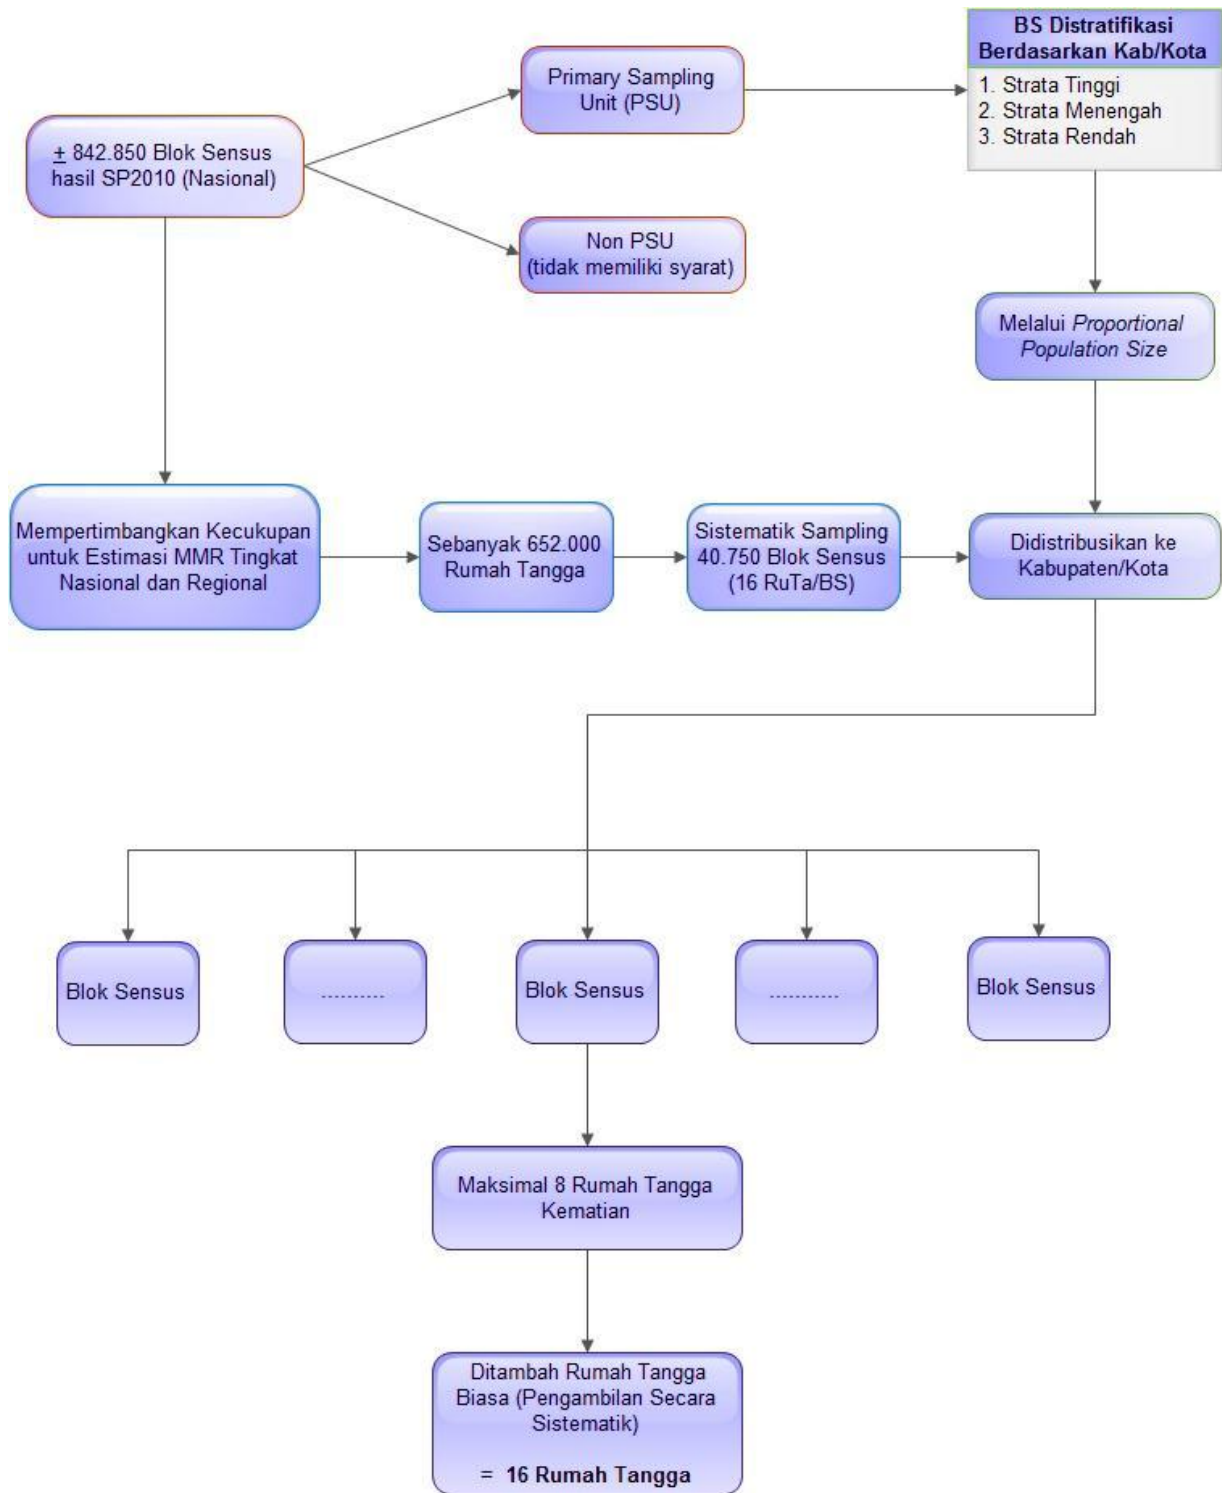 BS Distratifikasi
Berdasarkan Kab/Kota
1. Strata Tinggi
2. Strata Menengah
3. Strata Rendah
Primary Sampling
Unit (PSU)
± 842.850 Blok Sensus
hasil SP2010 (Nasional)
Non PSU
(tidak memiliki syarat)
Melalui Proportional
Population Size
Mempertimbangkan Kecukupan
untuk Estimasi MMR Tingkat
Nasional dan Regional
Sebanyak 652.000
Rumah Tangga
Sistematik Sampling
40.750 Blok Sensus
(16 RuTa/BS)
Didistribusikan ke
Kabupaten/Kota
Blok Sensus
..........
Blok Sensus
..........
Blok Sensus
Maksimal 8 Rumah Tangga
Kematian
Ditambah Rumah Tangga
Biasa (Pengambilan Secara
Sistematik)
= 16 Rumah Tangga